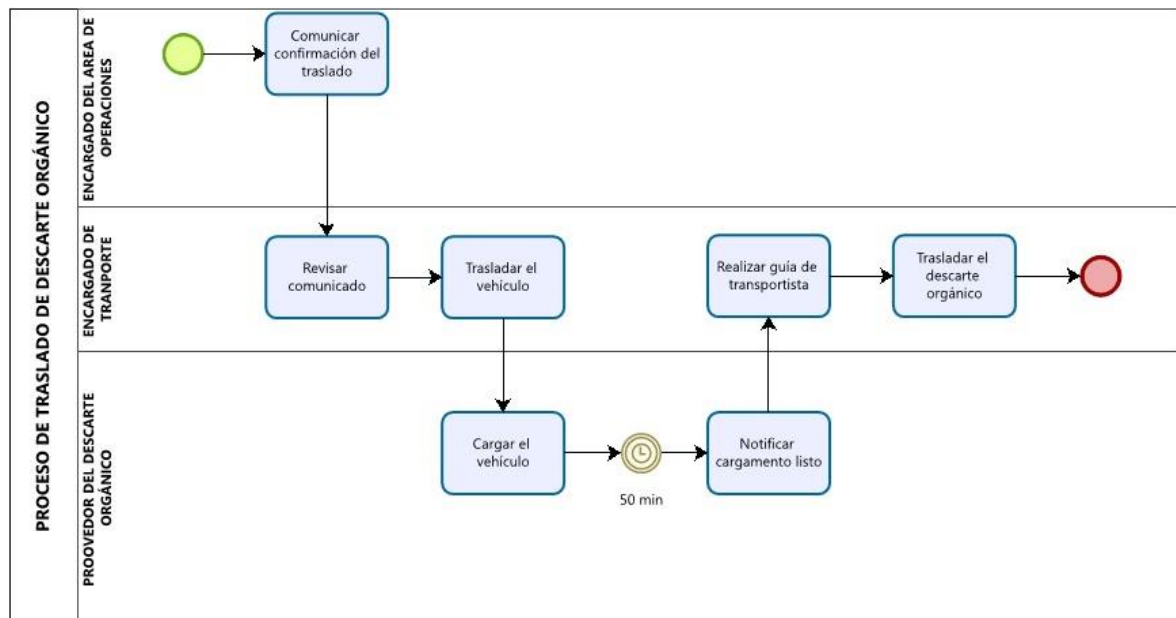 PROCESO DE TRASLADO DE DESCARTE ORGÁNICO
ENCARGADO DEL AREA DE
OPERACIONES
Comunicar
confirmación del
traslado
ENCARGADO DE
TRANPORTE
Revisar
comunicado
Trasladar el
vehículo
Realizar guía de
transportista
Trasladar el
descarte
orgánico
PROOVEDOR DEL DESCARTE
ORGÁNICO
Cargar el
vehículo
50 min
Notificar
cargamento listo